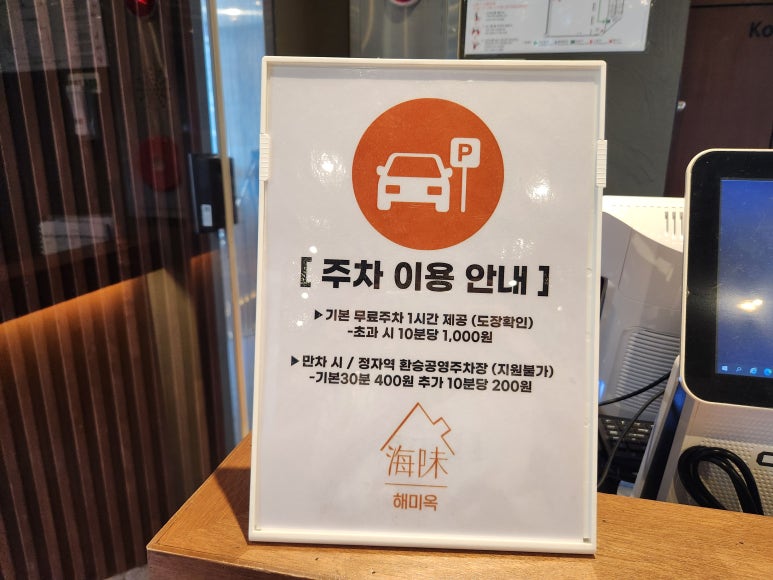 P
[ 주차 이용 안내 ]
▶기본 무료주차 1시간 제공 (도장확인)
-초과 시 10분당 1,000원
▶만차 시 / 정자역 환승공영주차장 (지원불가)
-기본30분 400원 추가 10분당 200원
海味
해미옥
Ko